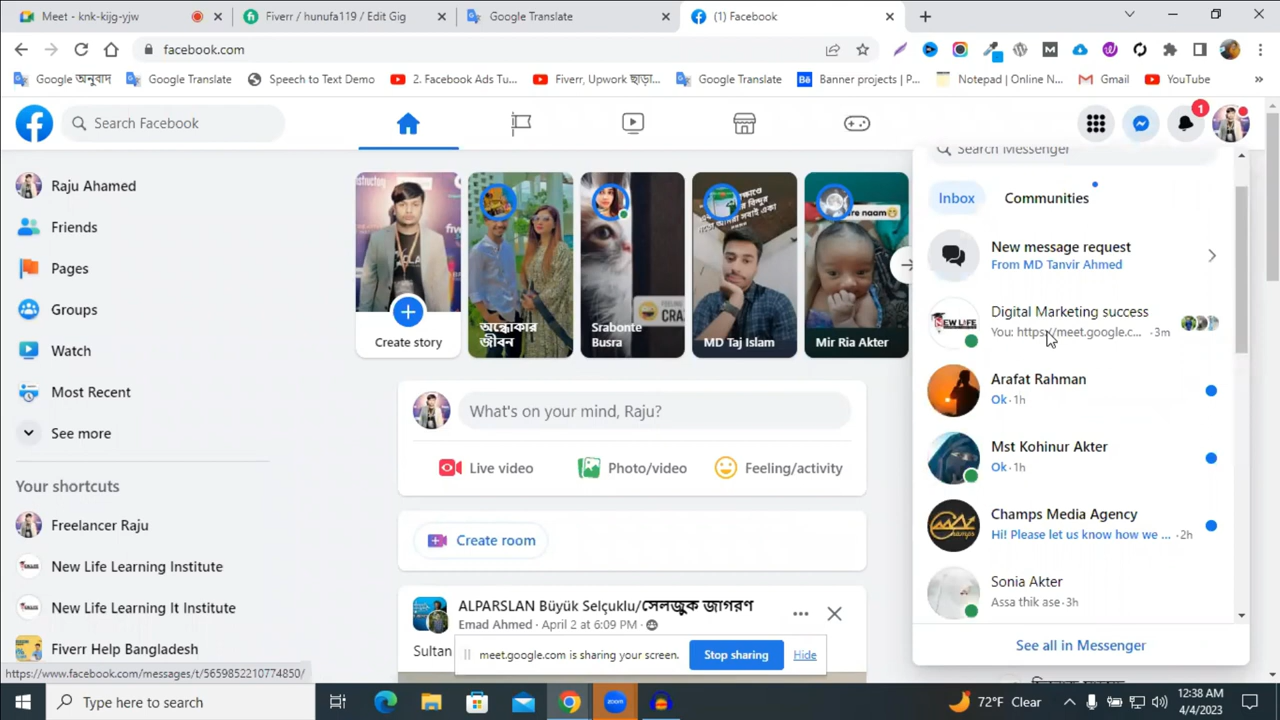 Meet - knk-kijg-yjw
Fiverr / hunufa119 / Edit Gig
Google Translate
(1) Facebook
facebook.com
Google অনুবাদ
Google Translate
Speech to Text Demo
2. Facebook Ads Tu...
Fiverr, Upwork ছাড়া...
Google Translate
Banner projects | P...
Notepad | Online N...
Gmail
YouTube
Search Facebook
1
Raju Ahamed
Friends
Pages
Groups
Watch
Most Recent
See more
Your shortcuts
Freelancer Raju
New Life Learning Institute
New Life Learning It Institute
Fiverr Help Bangladesh
https://www.facebook.com/messages/t/5659852210774850/
Create story
অন্ধোকার
জীবন
FEELING
CRA
Srabonte
Busra
MD Taj Islam
naam
Mir Ria Akter
What's on your mind, Raju?
Live video
Photo/video
Feeling/activity
Create room
ALPARSLAN Büyük Selçuklu/সেলজুক জাগরণ
Emad Ahmed · April 2 at 6:09 PM ·
Sultan
meet.google.com is sharing your screen.
Stop sharing
Hide
Search Messenger
Inbox
Communities
New message request
From MD Tanvir Ahmed
NEW LIFE
Digital Marketing success
You: https://meet.google.c... · 3m
Arafat Rahman
Ok · 1h
Mst Kohinur Akter
Ok · 1h
Champs
Champs Media Agency
Hi! Please let us know how we ... · 2h
Sonia Akter
Assa thik ase · 3h
See all in Messenger
Type here to search
zoom
72°F Clear
12:38 AM
4/4/2023